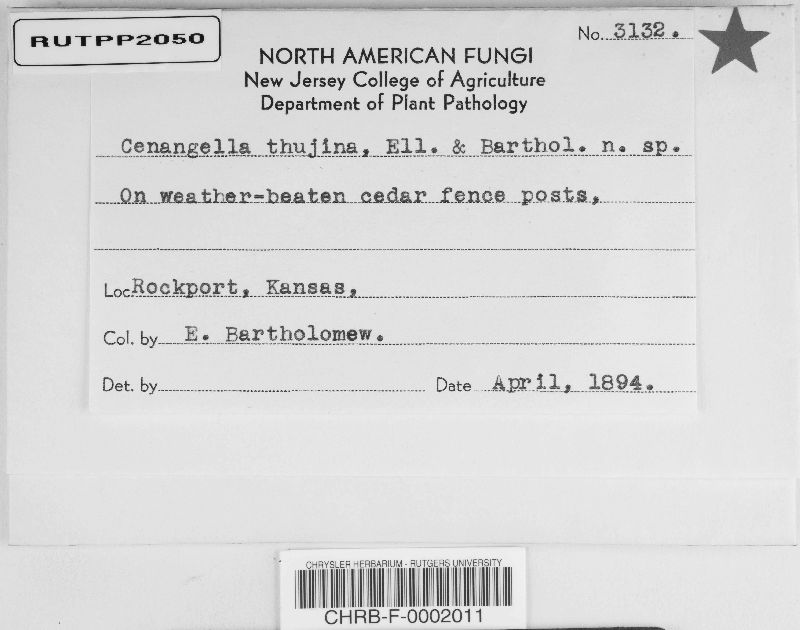 RUTPP2050
No. 3132.
NORTH AMERICAN FUNGI
New Jersey College of Agriculture
Department of Plant Pathology
Cenangella thujina, Ell. & Barthol. n. sp.
On weather-beaten cedar fence posts,
Loc Rockport, Kansas,
Col. by E. Bartholomew.
Det. by Date April, 1894.
CHRYSLER HERBARIUM - RUTGERS UNIVERSITY
CHRB-F-0002011